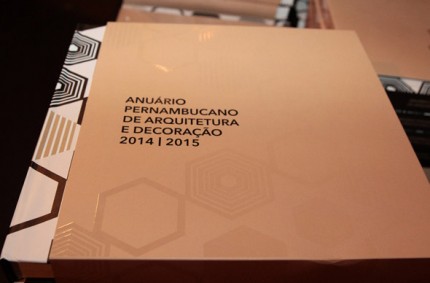 ANUÁRIO
PERNAMBUCANO
DE ARQUITETURA
E DECORAÇÃO
2014 | 2015